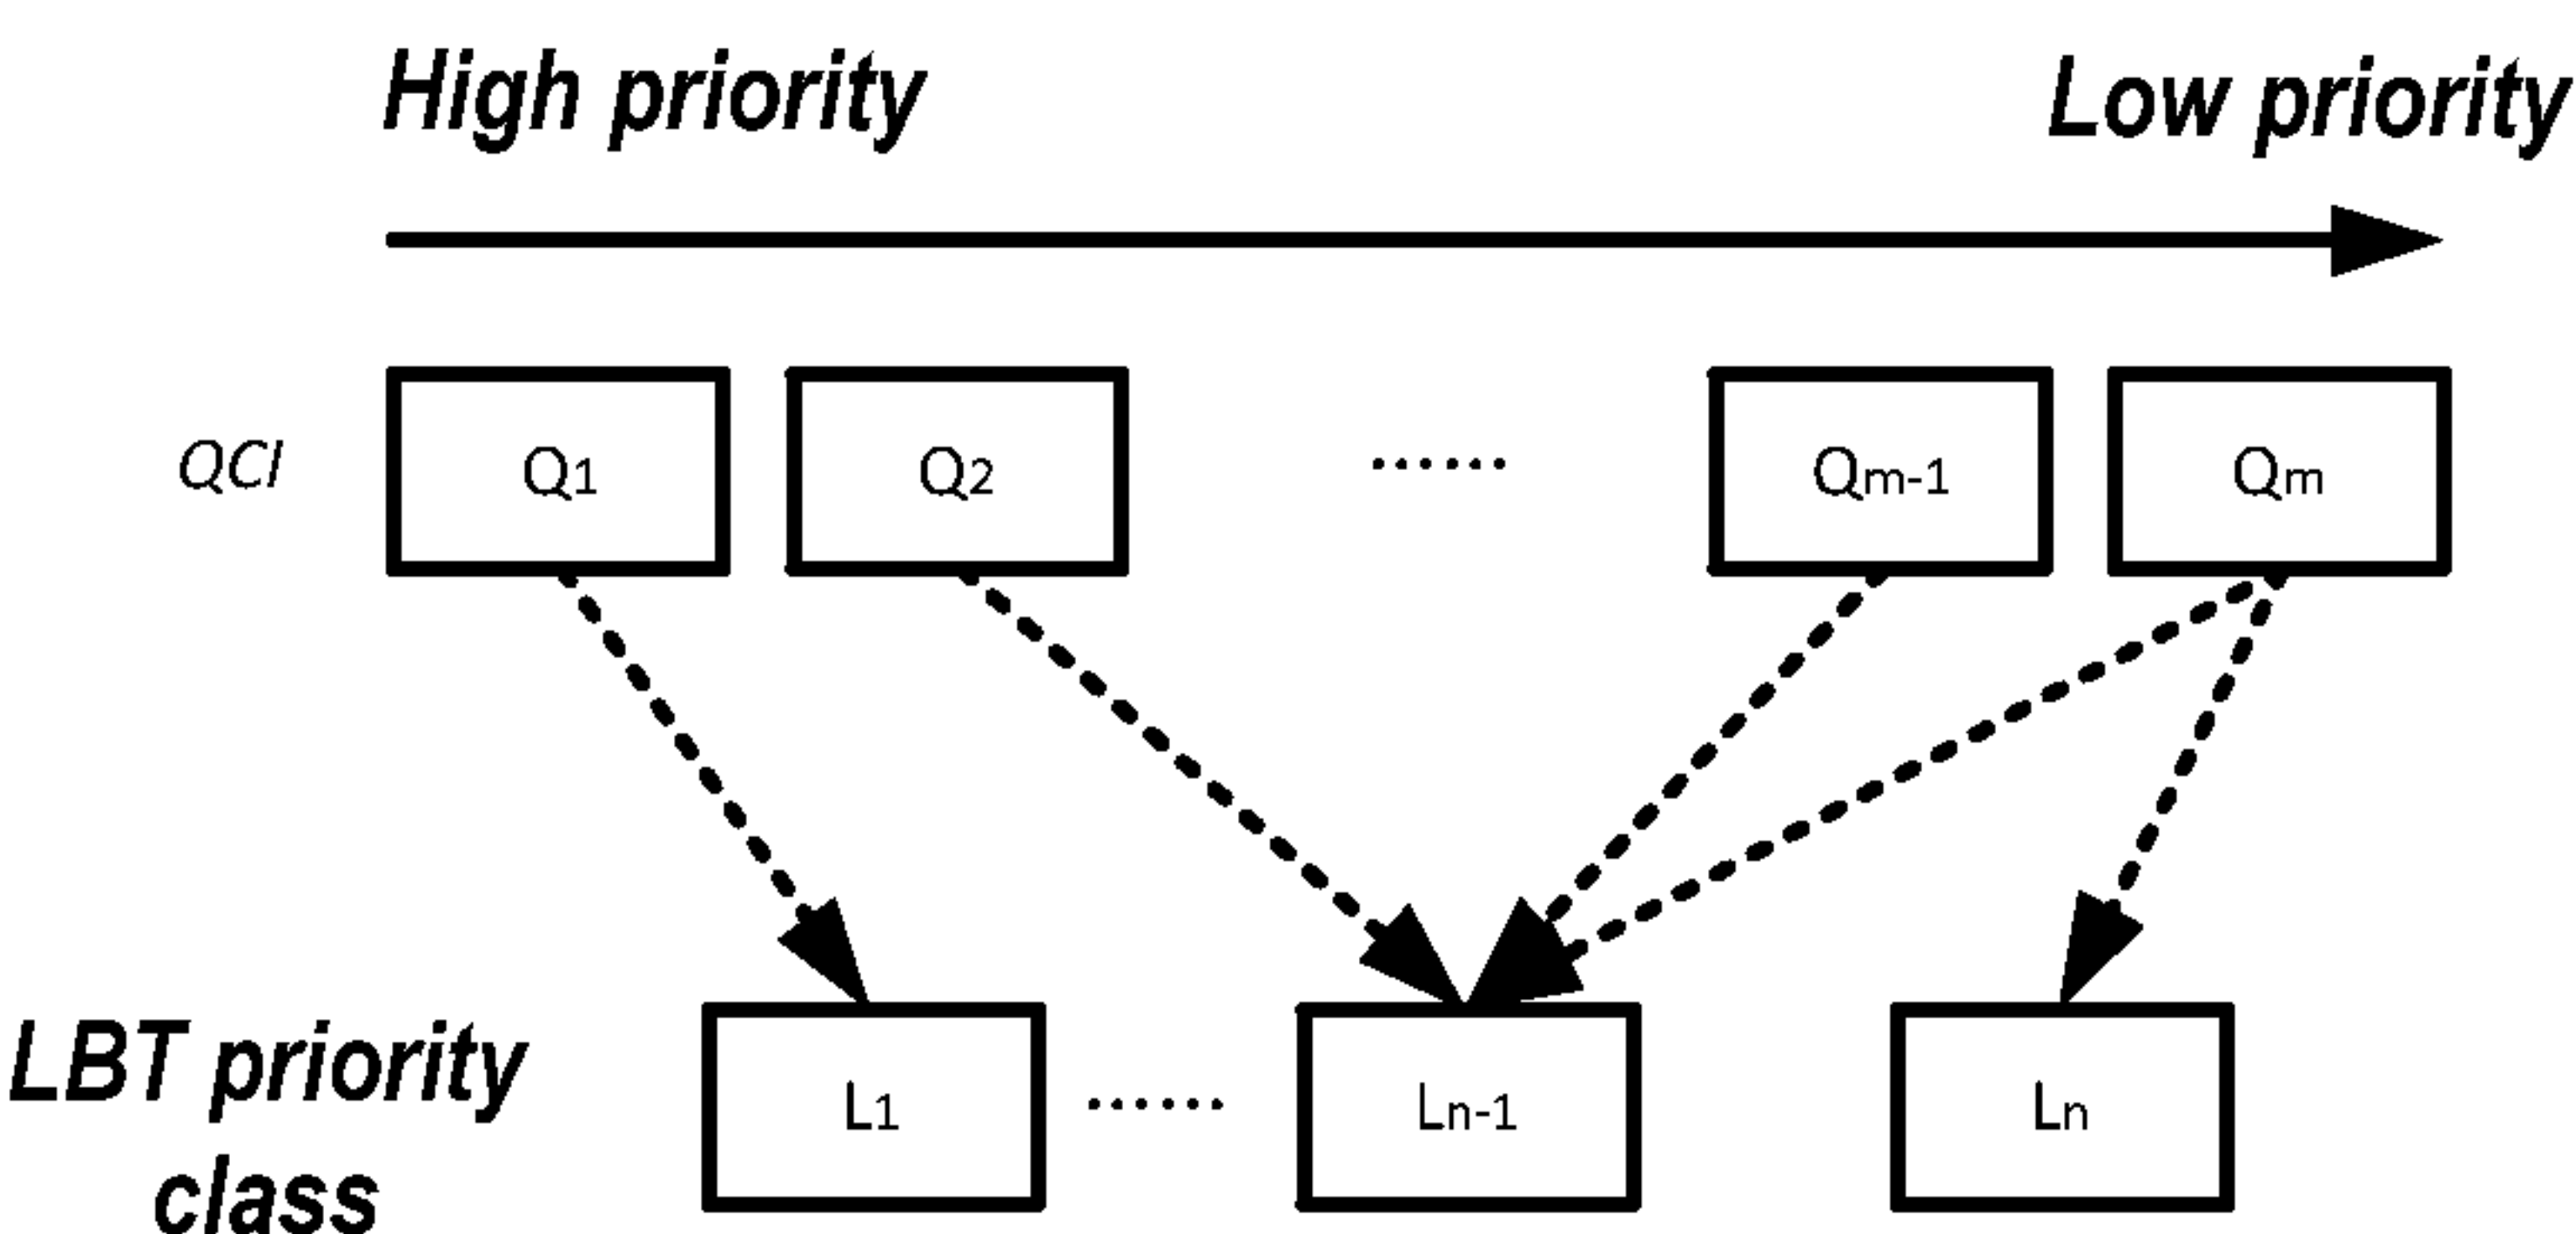 High priority Low priority
QCI Q1 Q2 ...... Qm-1 Qm
LBT priority
class
L1 ...... Ln-1 Ln